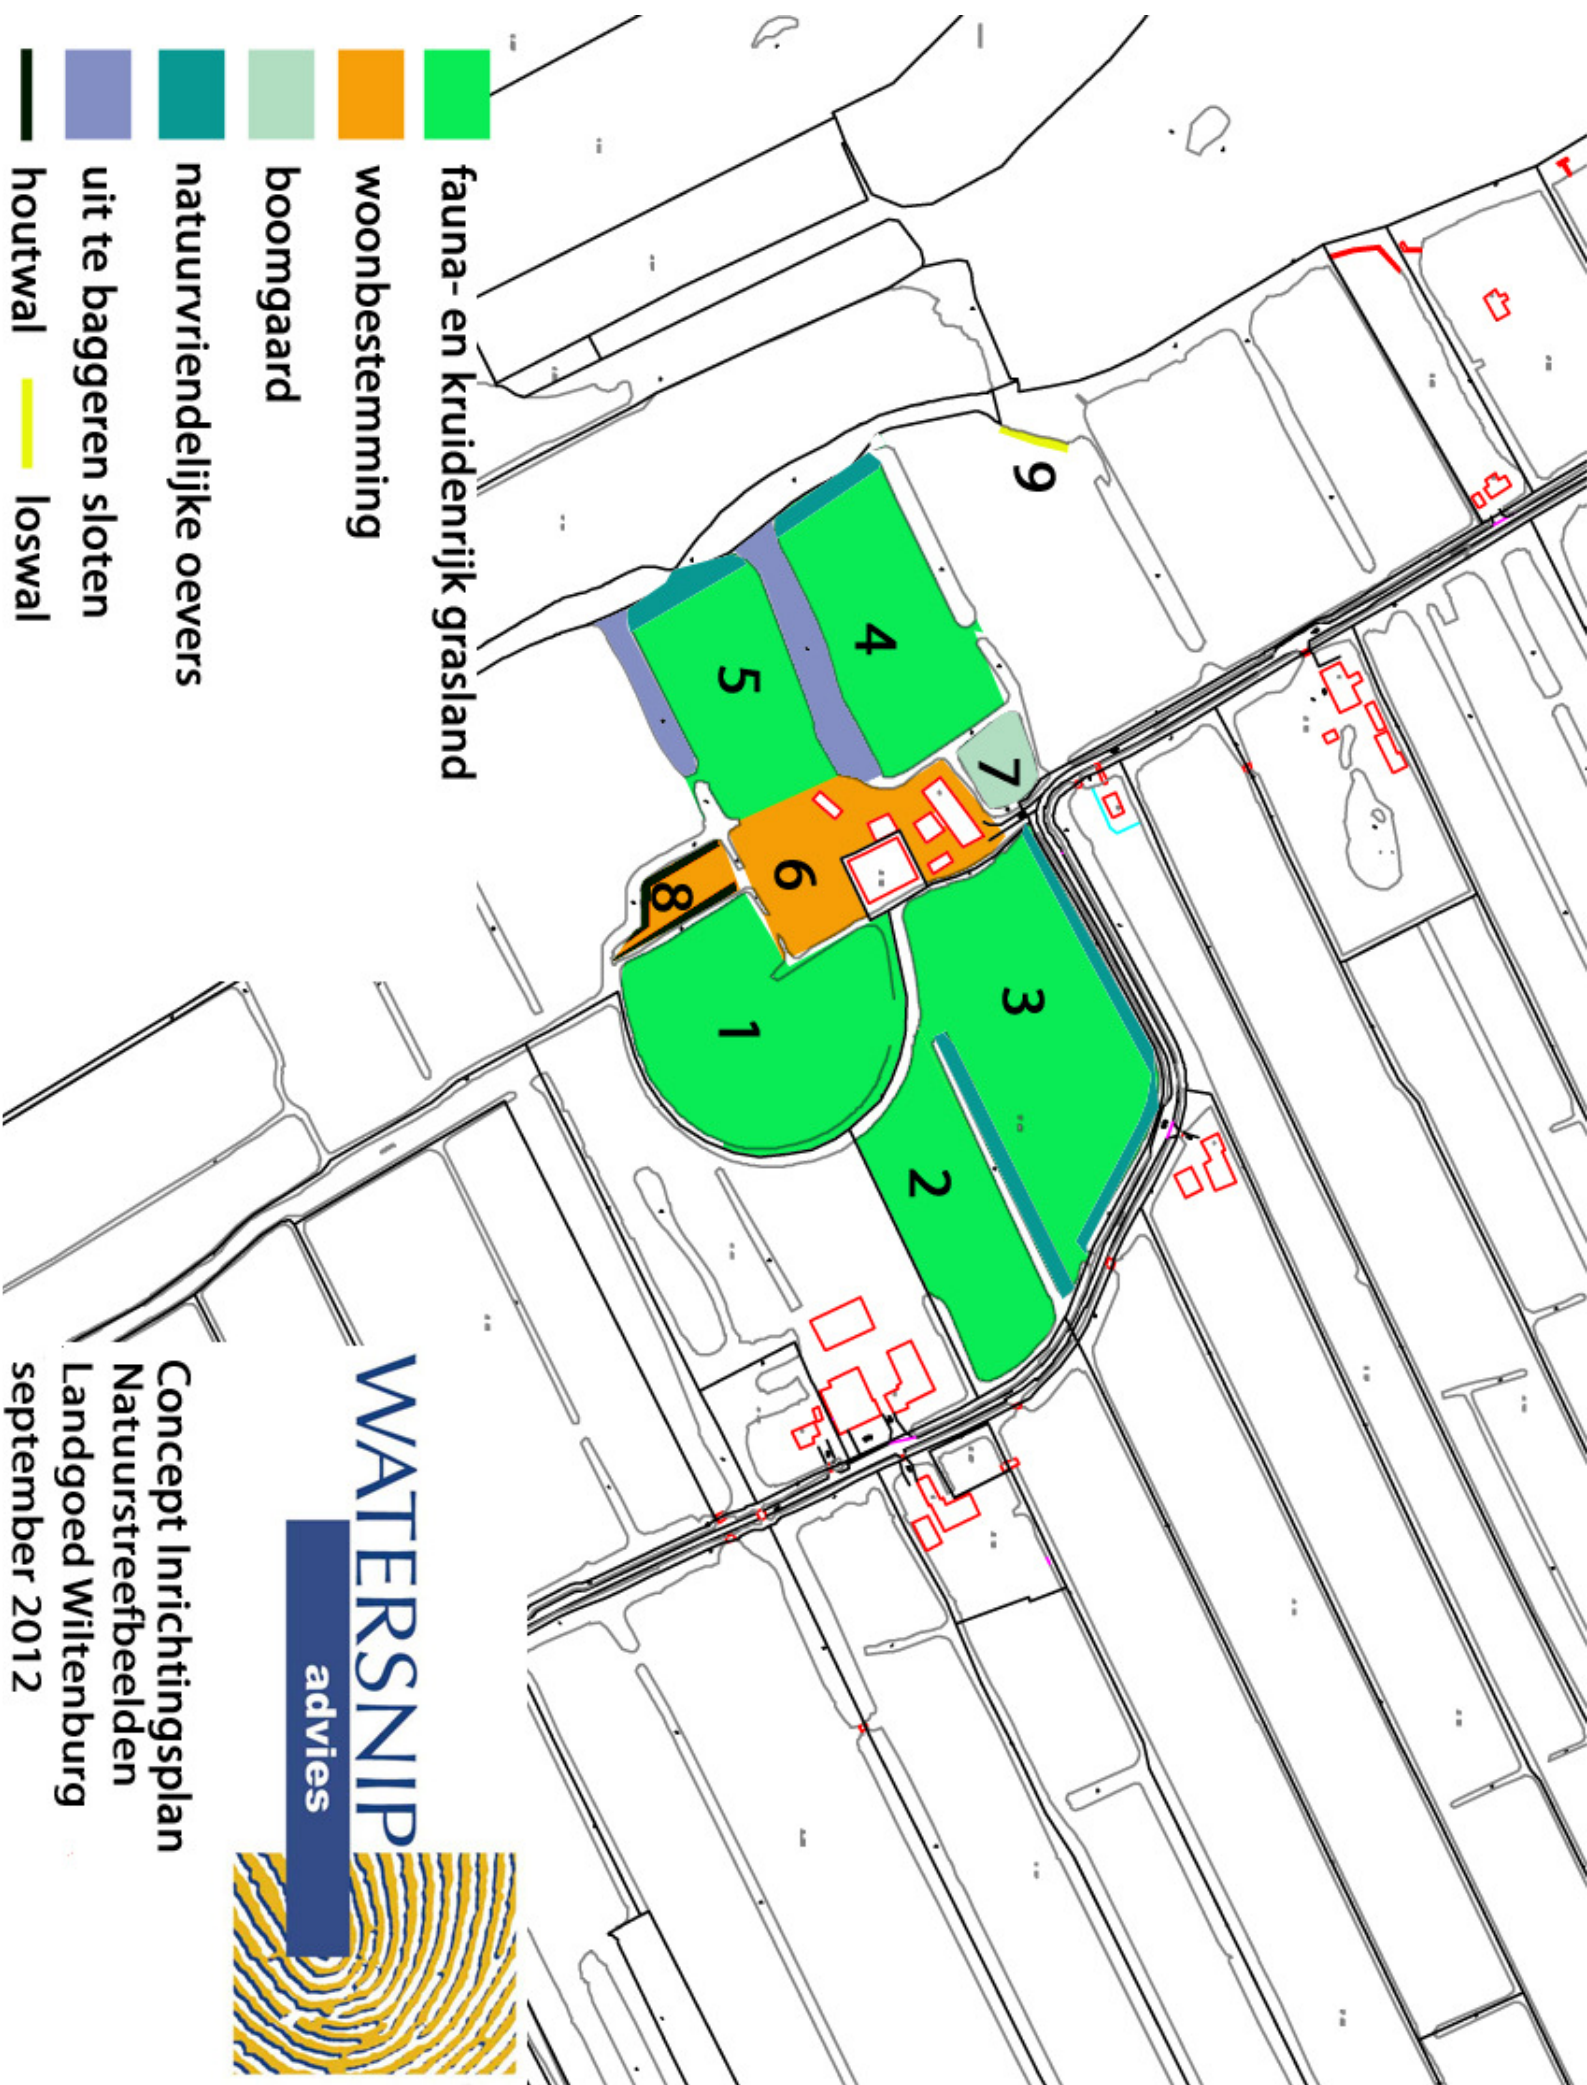 fauna- en kruidenrijk grasland
woonbestemming
boomgaard
natuurvriendelijke oevers
uit te baggeren sloten
houtwal
loswal
9
4
5
7
6
8
3
1
2
WATERSNIP
advies
Concept Inrichtingsplan
Natuurstreefbeelden
Landgoed Wiltenburg
september 2012